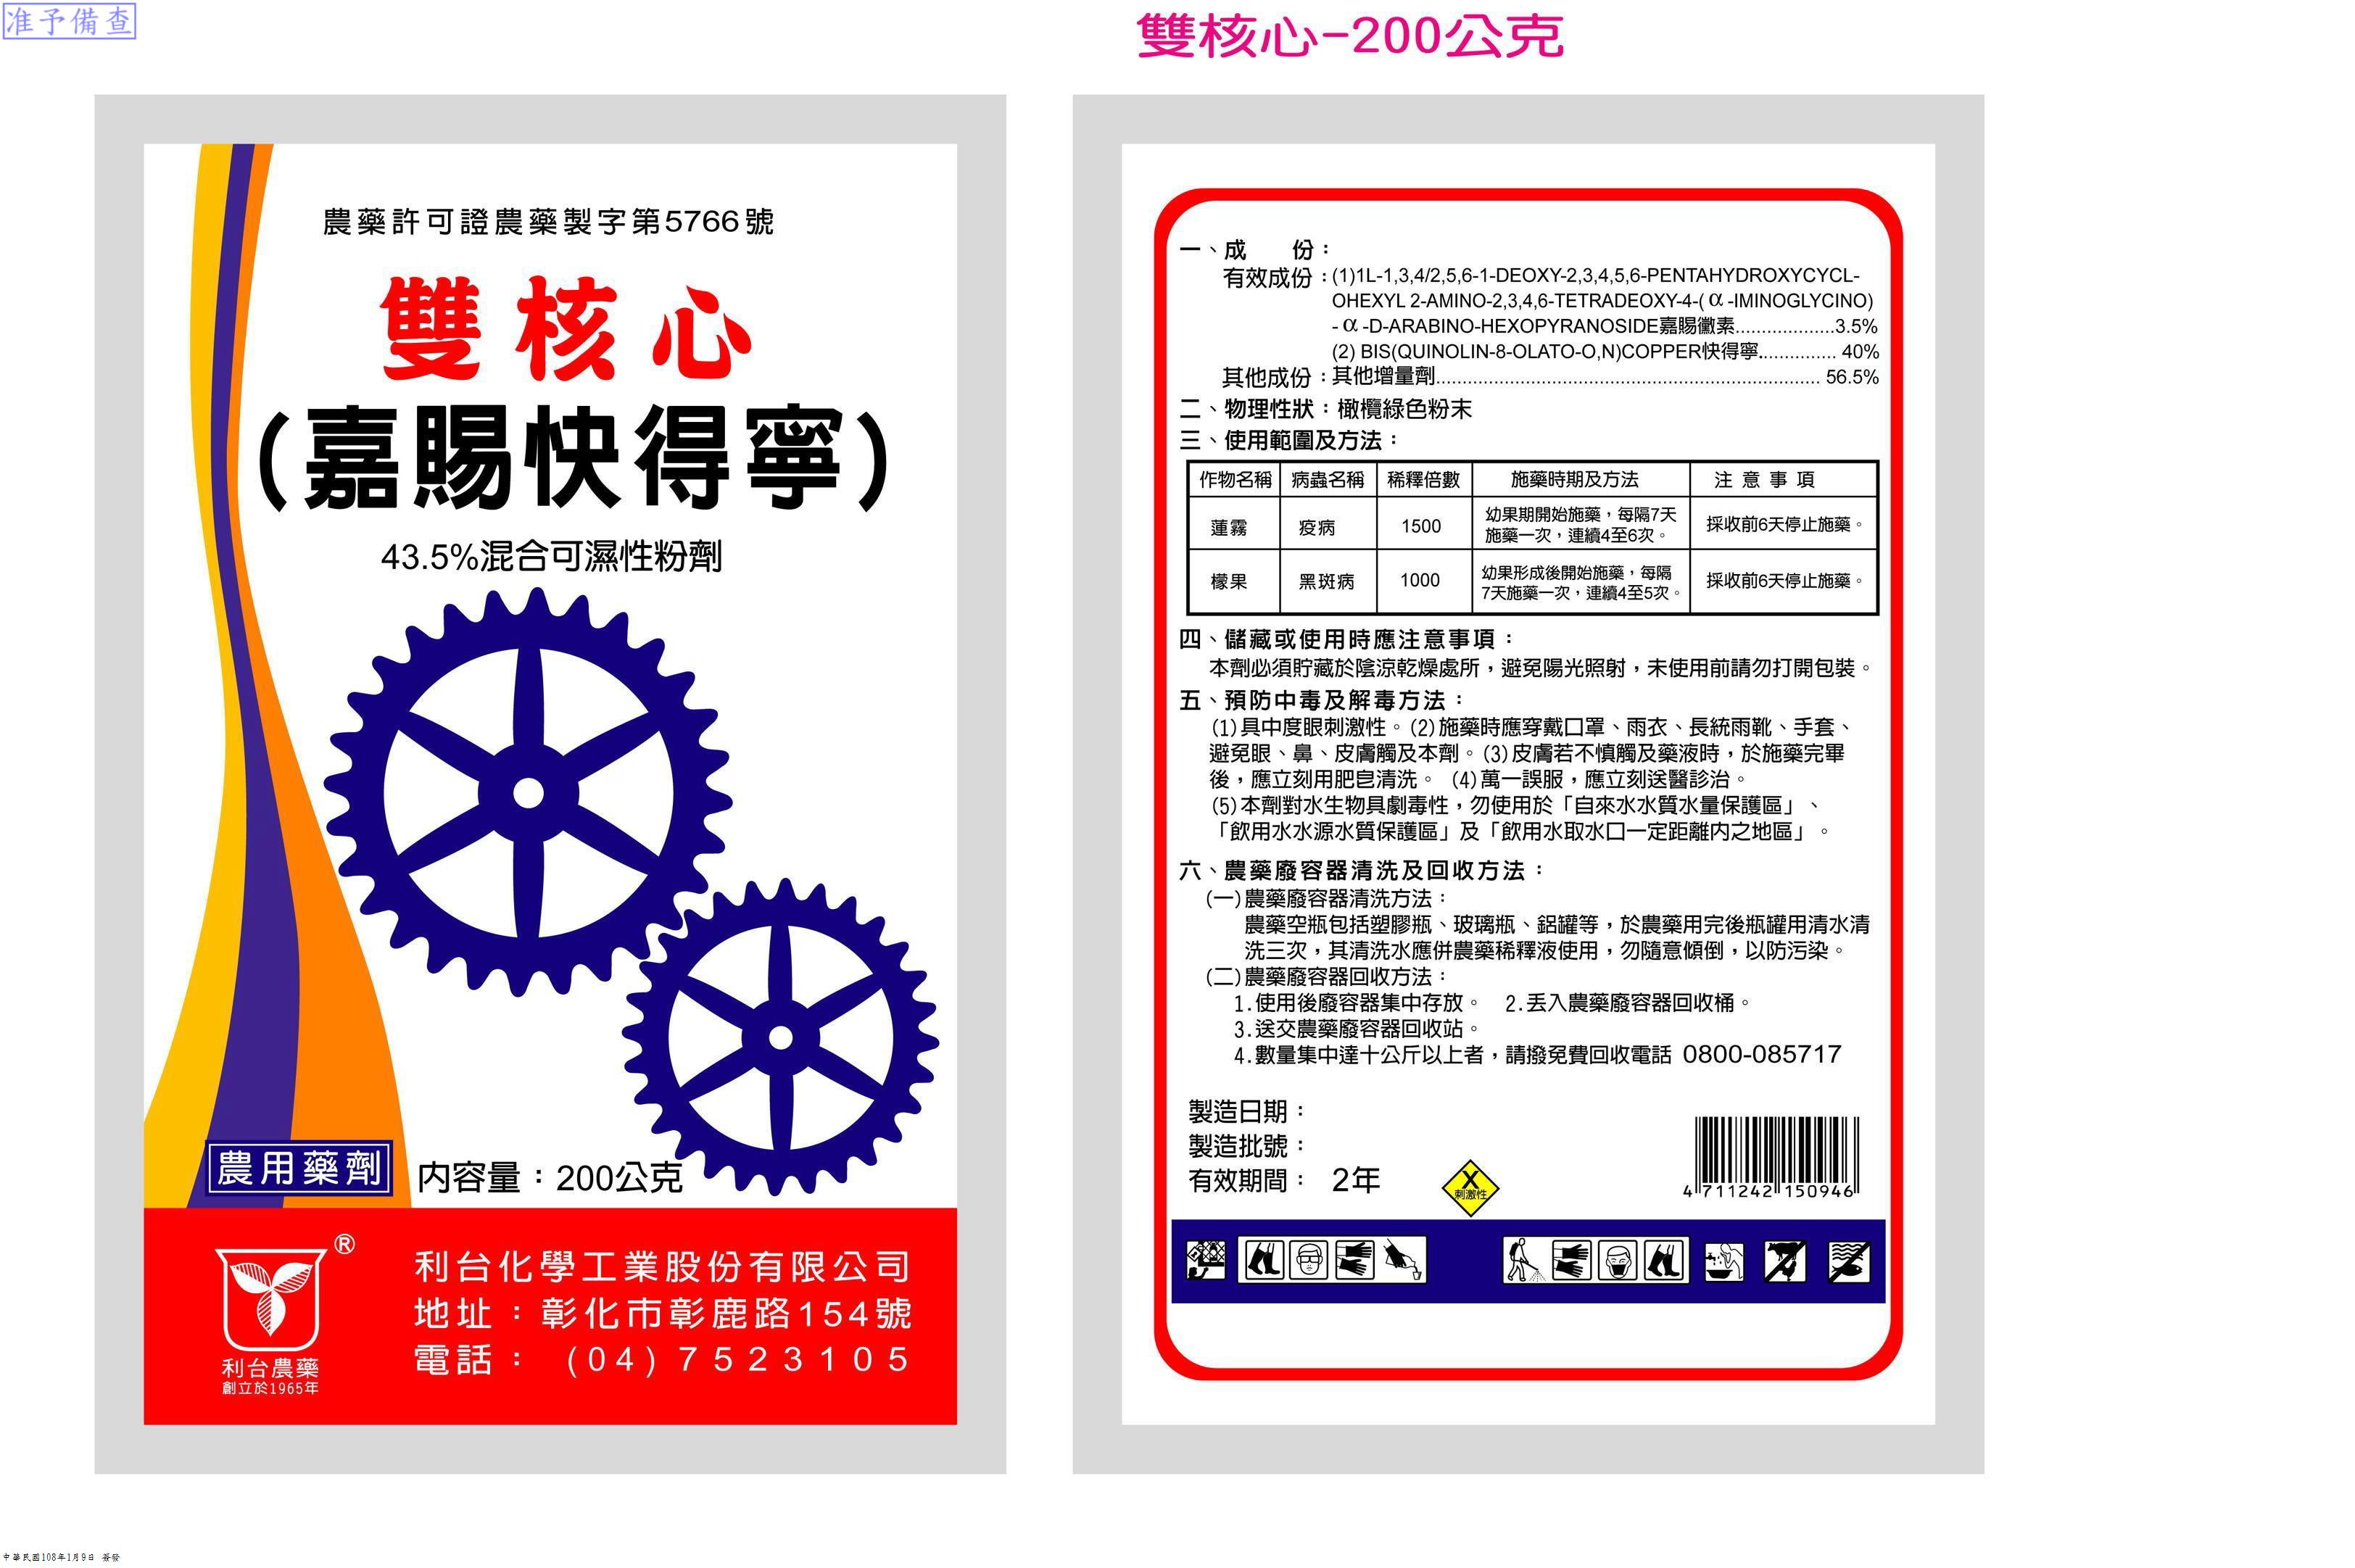 准予備查
雙核心-200公克
農藥許可證農藥製字第5766號
雙核心
(嘉賜快得寧)
43.5%混合可濕性粉劑
農用藥劑
內容量：200公克
®
利台農藥
創立於1965年
利台化學工業股份有限公司
地址：彰化市彰鹿路154號
電話：(04)7523105
一、成　份：
有效成份：(1)1L-1,3,4/2,5,6-1-DEOXY-2,3,4,5,6-PENTAHYDROXYCYCL-
OHEXYL 2-AMINO-2,3,4,6-TETRADEOXY-4-(α-IMINOGLYCINO)
-α-D-ARABINO-HEXOPYRANOSIDE嘉賜黴素...................3.5%
(2) BIS(QUINOLIN-8-OLATO-O,N)COPPER快得寧............... 40%
其他成份：其他增量劑......................................................................... 56.5%
二、物理性狀：橄欖綠色粉末
三、使用範圍及方法：
作物名稱 病蟲名稱 稀釋倍數 施藥時期及方法 注意事項
蓮霧 疫病 1500 幼果期開始施藥，每隔7天 採收前6天停止施藥。
施藥一次，連續4至6次。
檬果 黑斑病 1000 幼果形成後開始施藥，每隔 採收前6天停止施藥。
7天施藥一次，連續4至5次。
四、儲藏或使用時應注意事項：
本劑必須貯藏於陰涼乾燥處所，避免陽光照射，未使用前請勿打開包裝。
五、預防中毒及解毒方法：
(1)具中度眼刺激性。(2)施藥時應穿戴口罩、雨衣、長統雨靴、手套、
避免眼、鼻、皮膚觸及本劑。(3)皮膚若不慎觸及藥液時，於施藥完畢
後，應立刻用肥皂清洗。 (4)萬一誤服，應立刻送醫診治。
(5)本劑對水生物具劇毒性，勿使用於「自來水水質水量保護區」、
「飲用水水源水質保護區」及「飲用水取水口一定距離內之地區」。
六、農藥廢容器清洗及回收方法：
(一)農藥廢容器清洗方法：
農藥空瓶包括塑膠瓶、玻璃瓶、鋁罐等，於農藥用完後瓶罐用清水清
洗三次，其清洗水應併農藥稀釋液使用，勿隨意傾倒，以防污染。
(二)農藥廢容器回收方法：
1.使用後廢容器集中存放。 2.丟入農藥廢容器回收桶。
3.送交農藥廢容器回收站。
4.數量集中達十公斤以上者，請撥免費回收電話 0800-085717
製造日期：
製造批號：
有效期間： 2年
X
刺激性
4 711242 150946
中華民國108年1月9日 簽發